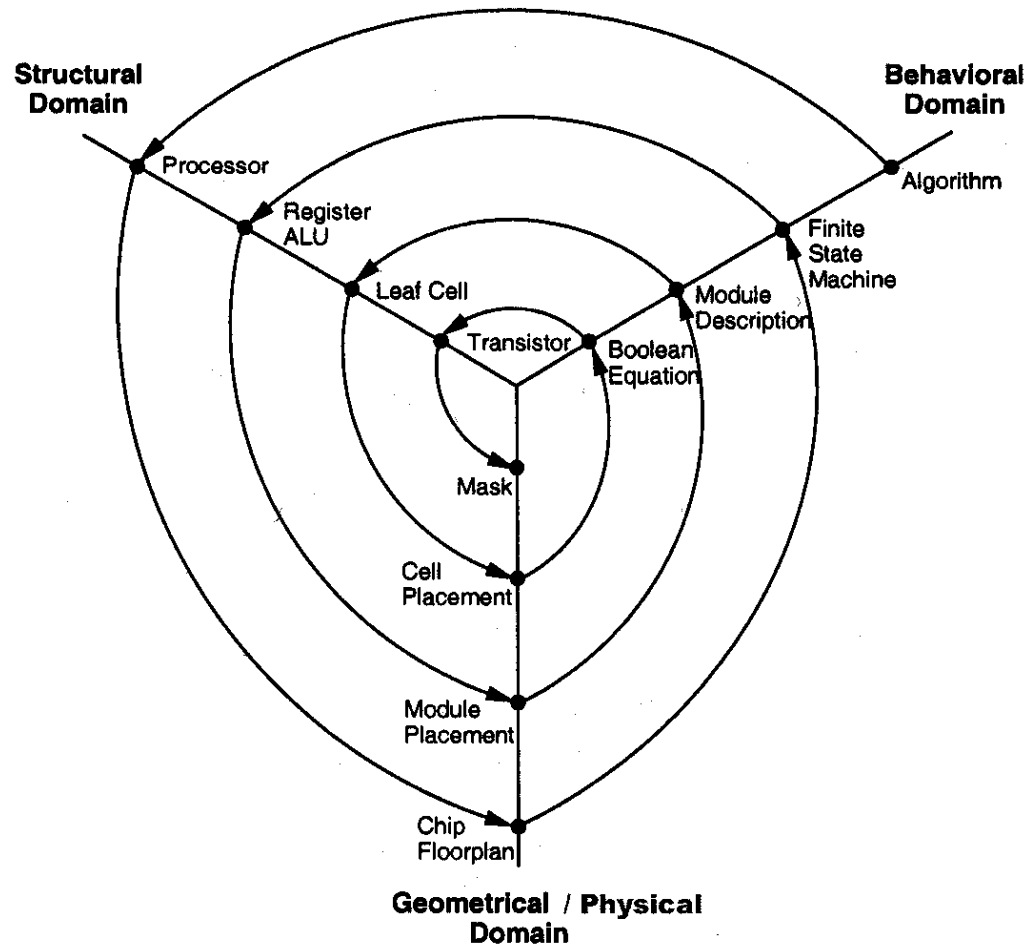 Structural
Domain
Behavioral
Domain
Processor
Algorithm
Register
ALU
Finite
State
Machine
Leaf Cell
Module
Description
Transistor
Boolean
Equation
Mask
Cell
Placement
Module
Placement
Chip
Floorplan
Geometrical / Physical
Domain